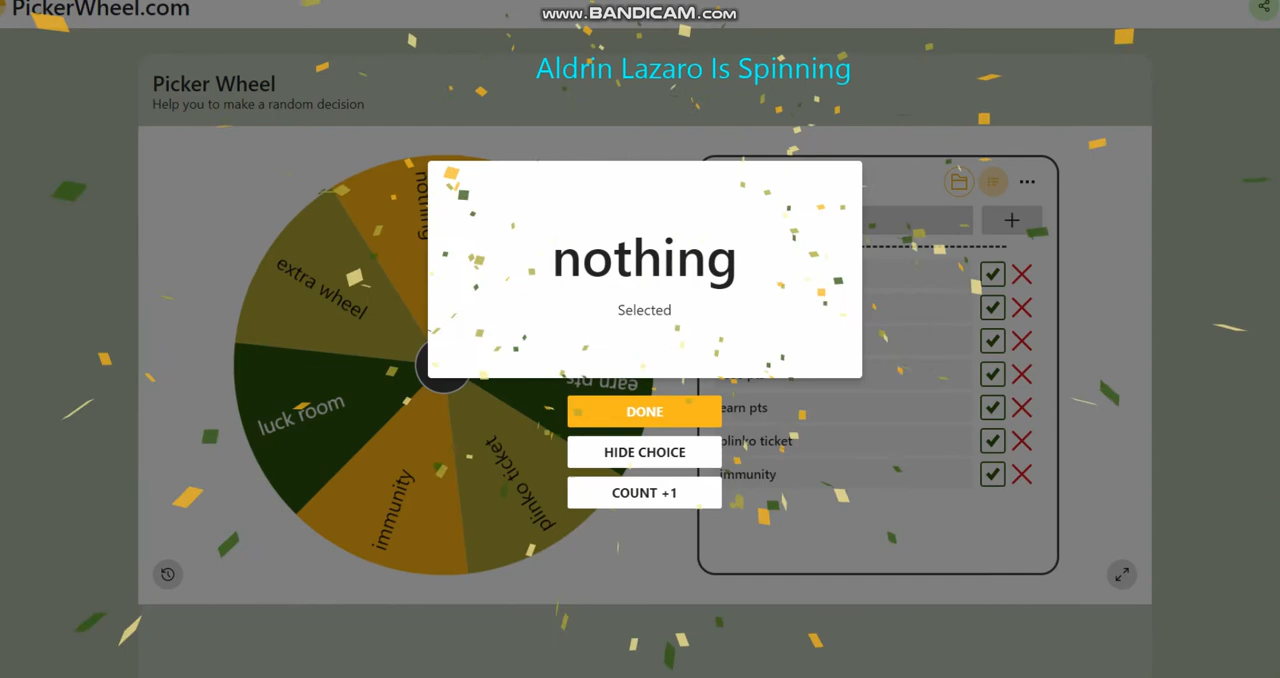 PickerWheel.com
www.BANDICAM.com
Aldrin Lazaro Is Spinning
Picker Wheel
Help you to make a random decision
nothing
extra wheel
luck room
immunity
plinko ticket
earn pts
nothing
Selected
DONE
HIDE CHOICE
COUNT +1
earn pts
plinko ticket
immunity